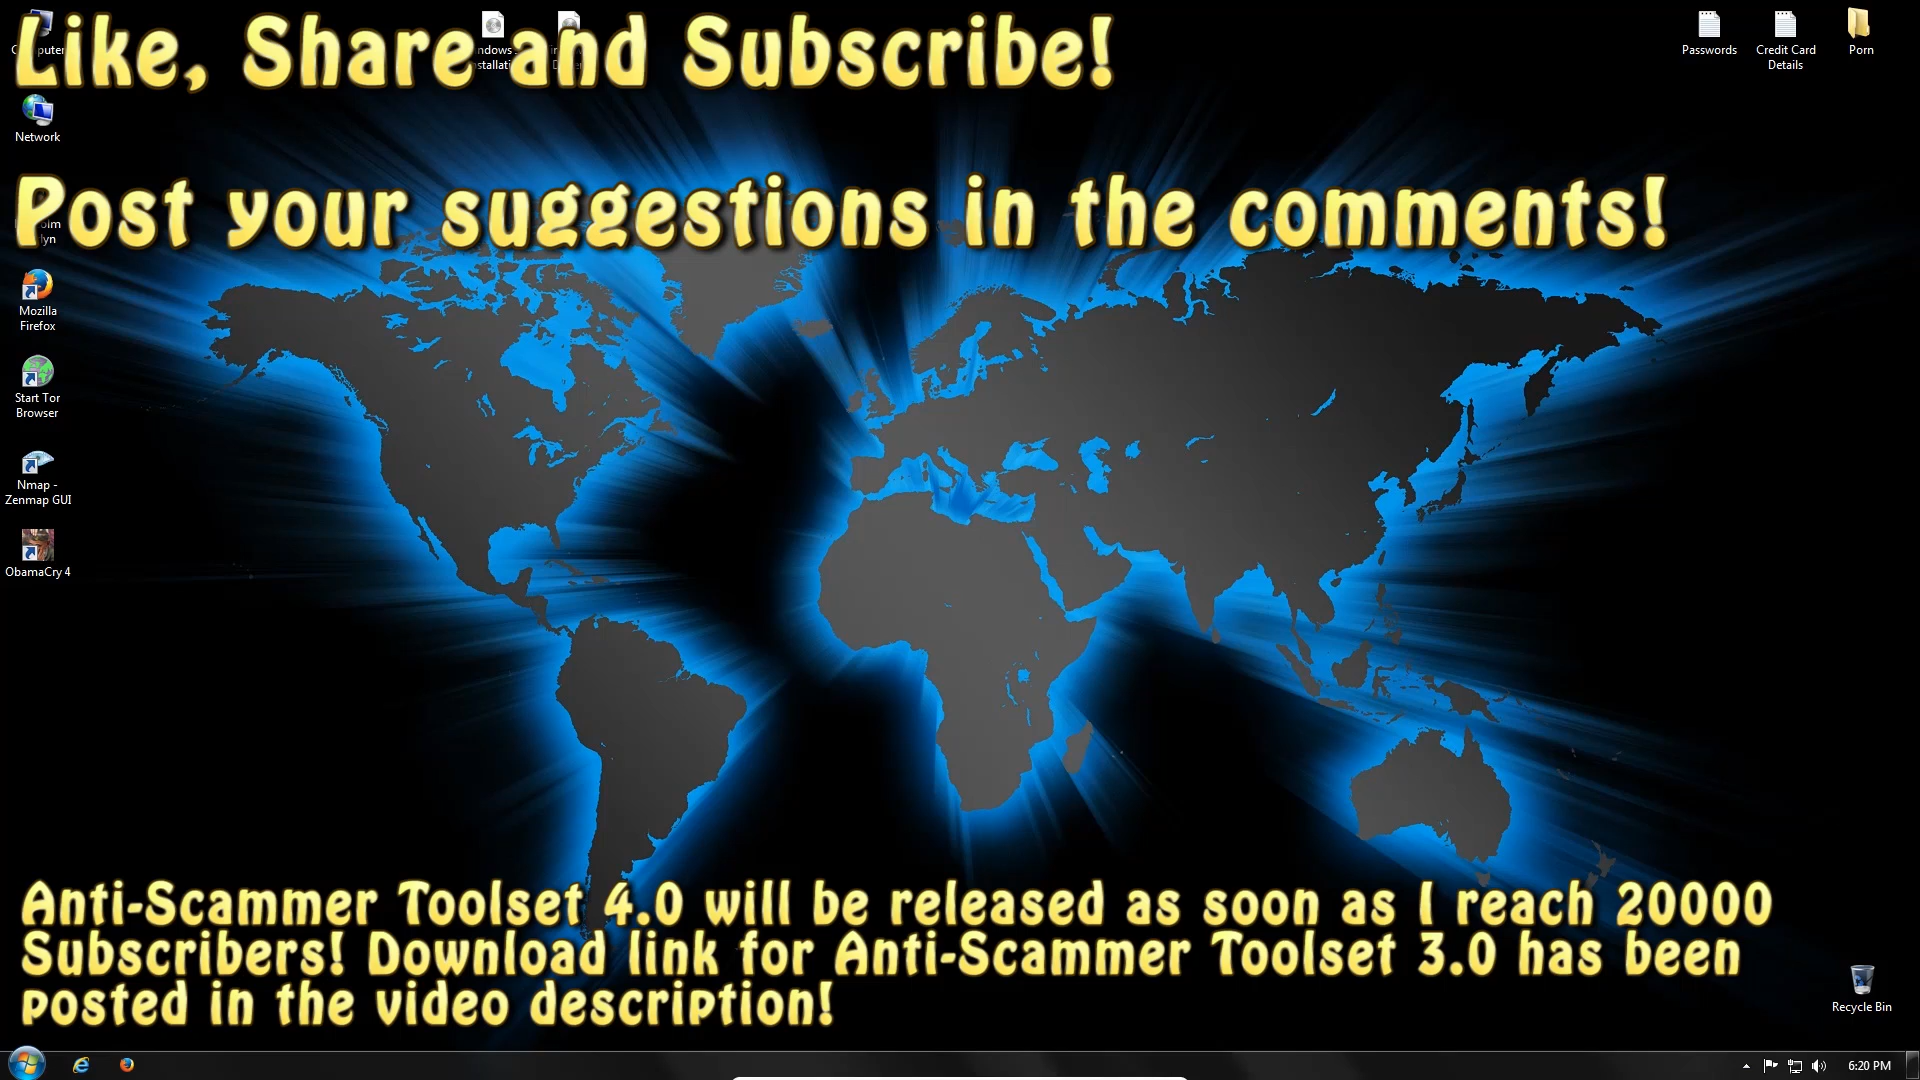 Like, Share and Subscribe!
Post your suggestions in the comments!
Passwords
Credit Card
Details
Porn
Network
Mozilla
Firefox
Start Tor
Browser
Nmap -
Zenmap GUI
ObamaCry 4
Anti-Scammer Toolset 4.0 will be released as soon as I reach 20000
Subscribers! Download link for Anti-Scammer Toolset 3.0 has been
posted in the video description!
Recycle Bin
6:20 PM